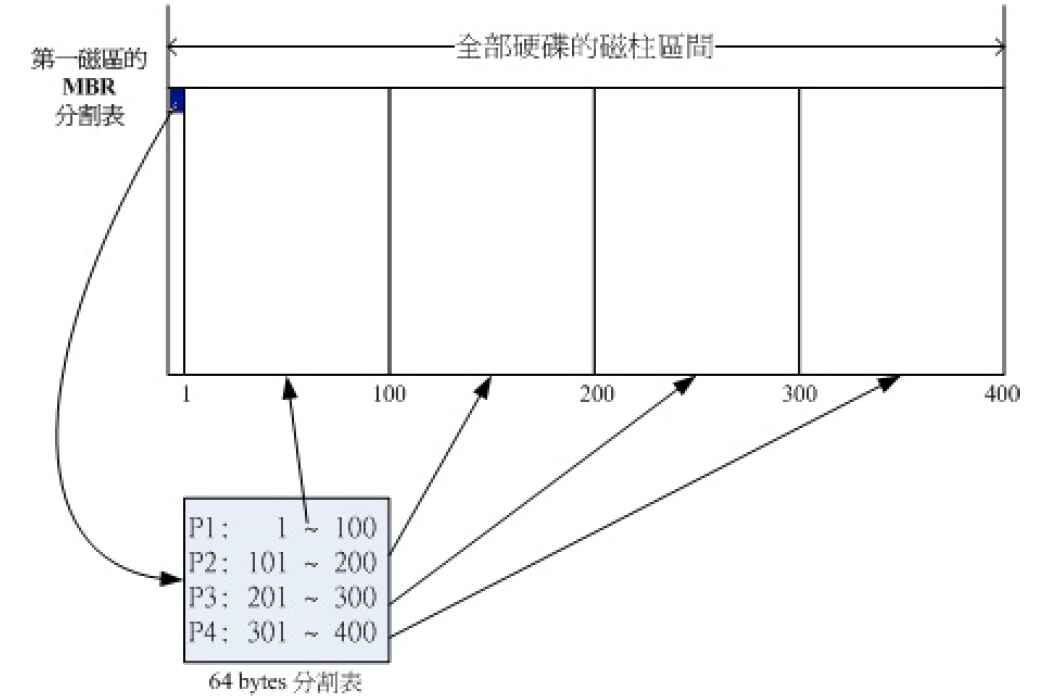 全部硬碟的磁柱區間
第一磁區的
MBR
分割表
1
100
200
300
400
P1: 1 ~ 100
P2: 101 ~ 200
P3: 201 ~ 300
P4: 301 ~ 400
64 bytes 分割表